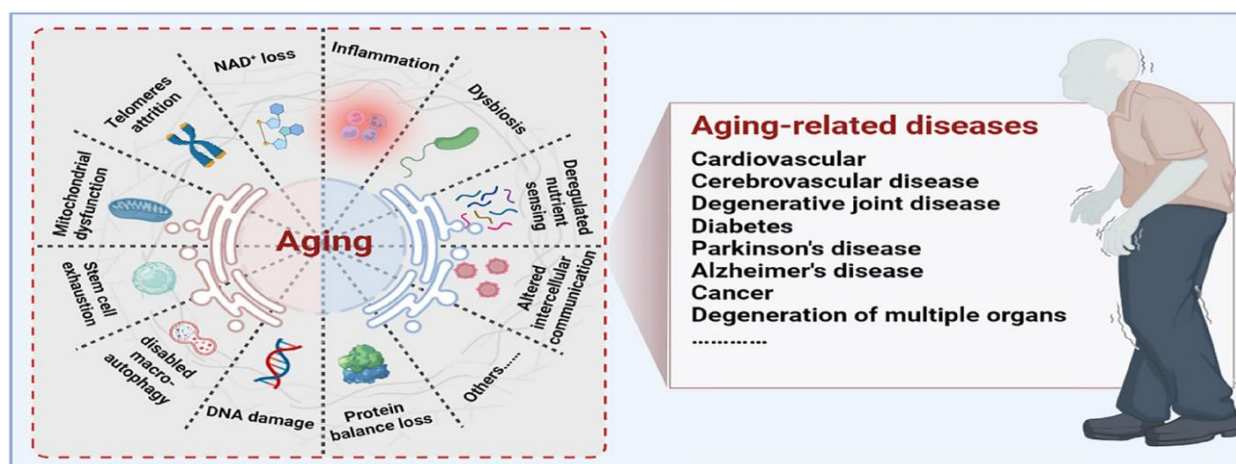 NAD⁺ loss
Inflammation
Dysbiosis
Deregulated
nutrient
sensing
Altered
intercellular
communication
Others......
Protein
balance loss
DNA damage
disabled
macro-
autophagy
Stem cell
exhaustion
Mitochondrial
dysfunction
Telomeres
attrition
Aging
Aging-related diseases
Cardiovascular
Cerebrovascular disease
Degenerative joint disease
Diabetes
Parkinson's disease
Alzheimer's disease
Cancer
Degeneration of multiple organs
............